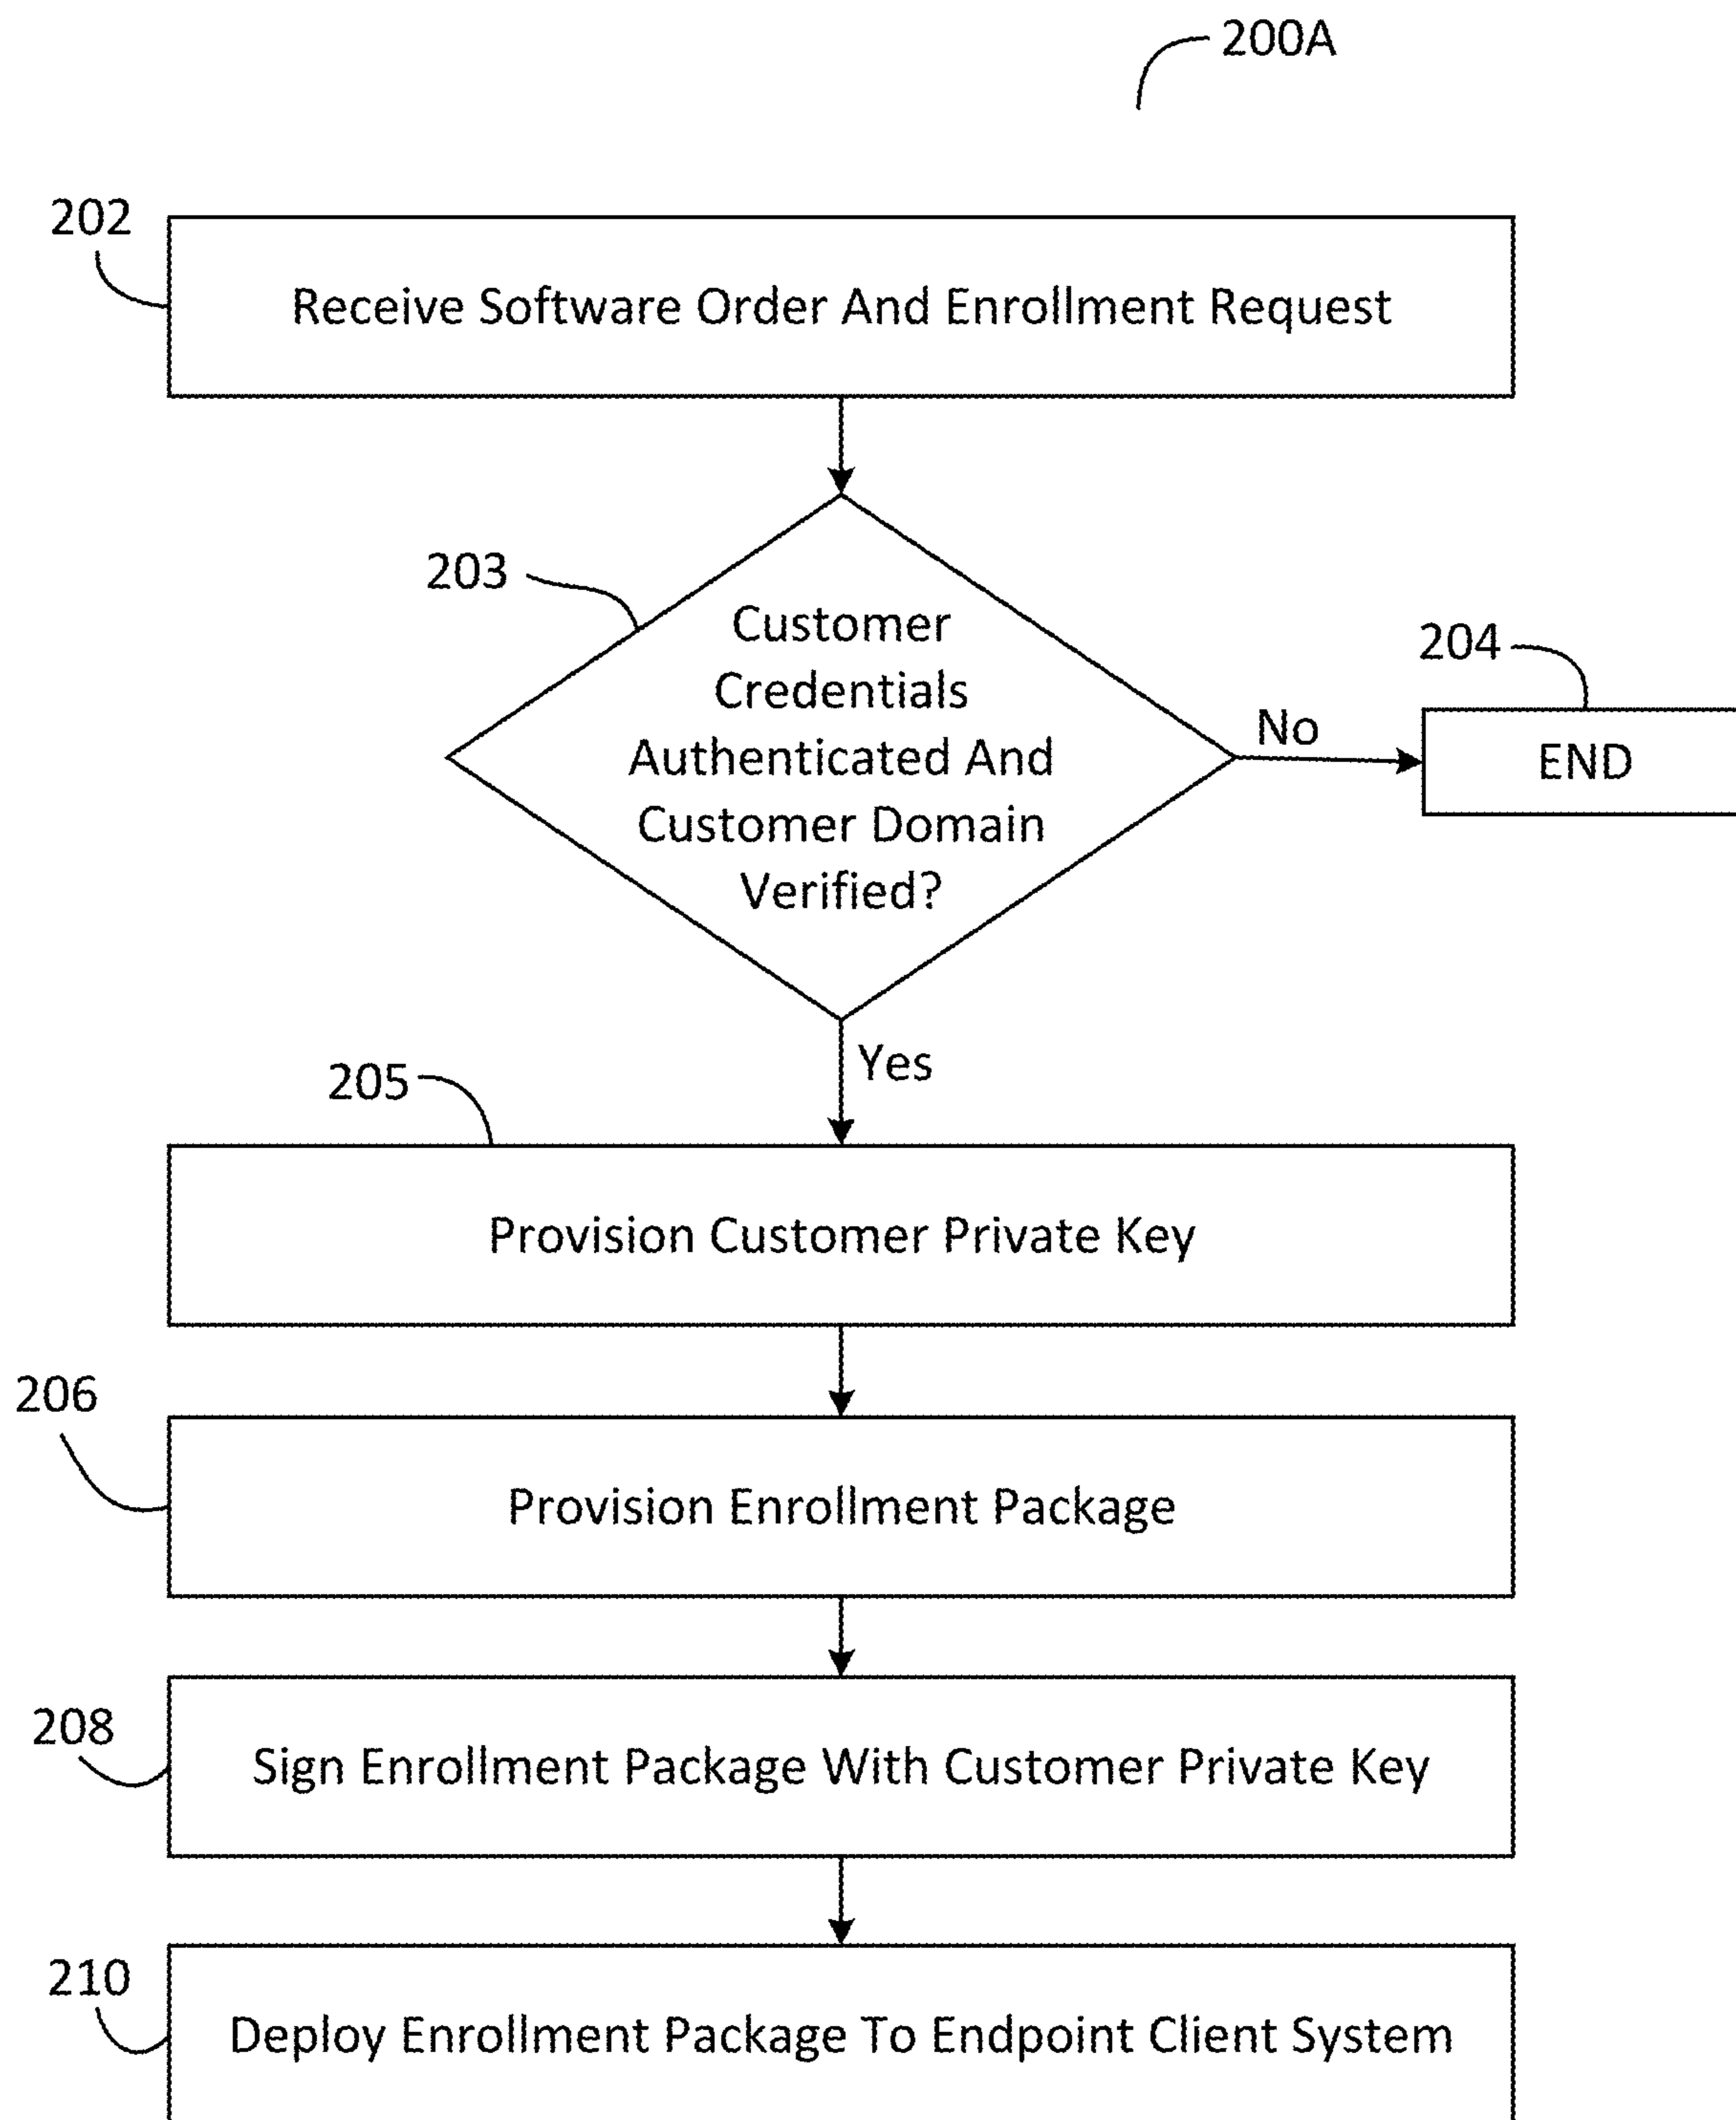 200A
202
Receive Software Order And Enrollment Request
203
Customer
Credentials
Authenticated And
Customer Domain
Verified?
204
No
END
Yes
205
Provision Customer Private Key
206
Provision Enrollment Package
208
Sign Enrollment Package With Customer Private Key
210
Deploy Enrollment Package To Endpoint Client System